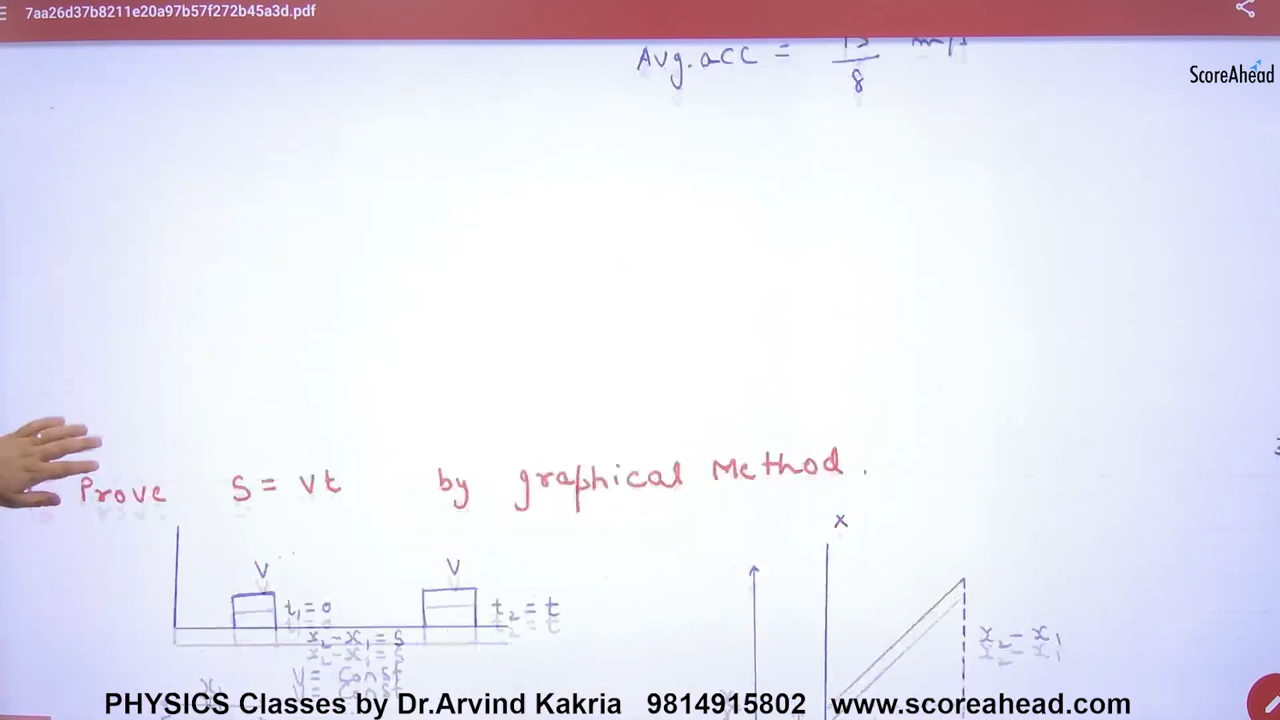 7aa26d37b8211e20a97b57f272b45a3d.pdf
Avg. acc = 8
ScoreAhead
Prove S = vt by graphical Method.
x
V V
t₁ = 0 t₂ = t
x₂ - x₁ = S
x₂ - x₁
V = Const
x₁
PHYSICS Classes by Dr.Arvind Kakria 9814915802 www.scoreahead.com